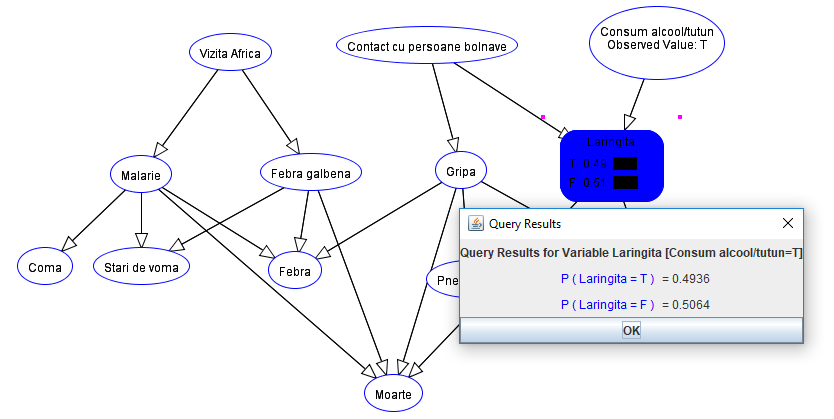 Consum alcool/tutun
Observed Value: T
Vizita Africa
Contact cu persoane bolnave
Laringita
T 0.49
F 0.51
Malarie
Febra galbena
Gripa
Coma
Stari de voma
Febra
Pne
Moarte
Query Results
Query Results for Variable Laringita [Consum alcool/tutun=T]
P ( Laringita = T ) = 0.4936
P ( Laringita = F ) = 0.5064
OK